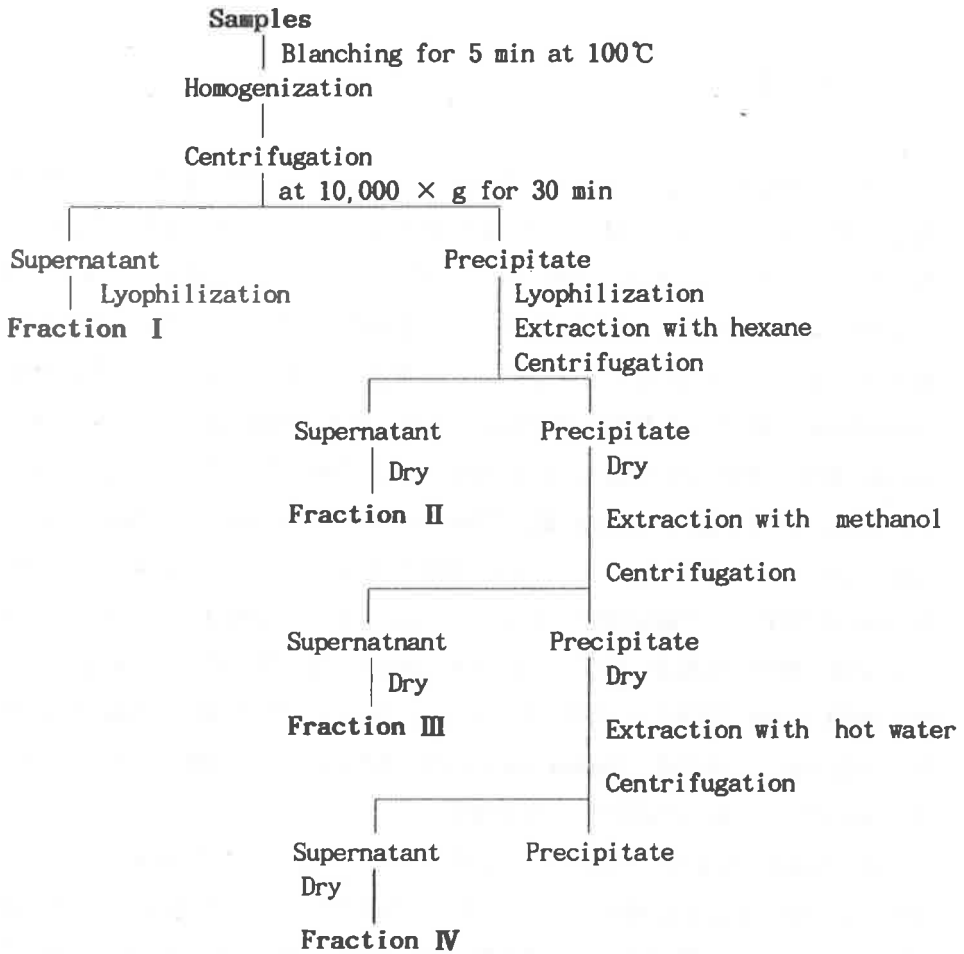 Samples
Blanching for 5 min at 100℃
Homogenization
Centrifugation
at 10,000 × g for 30 min
Supernatant
Precipitate
Lyophilization
Lyophilization
Fraction Ⅰ
Extraction with hexane
Centrifugation
Supernatant
Precipitate
Dry
Dry
Fraction Ⅱ
Extraction with methanol
Centrifugation
Supernatnant
Precipitate
Dry
Dry
Fraction Ⅲ
Extraction with hot water
Centrifugation
Supernatant
Precipitate
Dry
Fraction Ⅳ